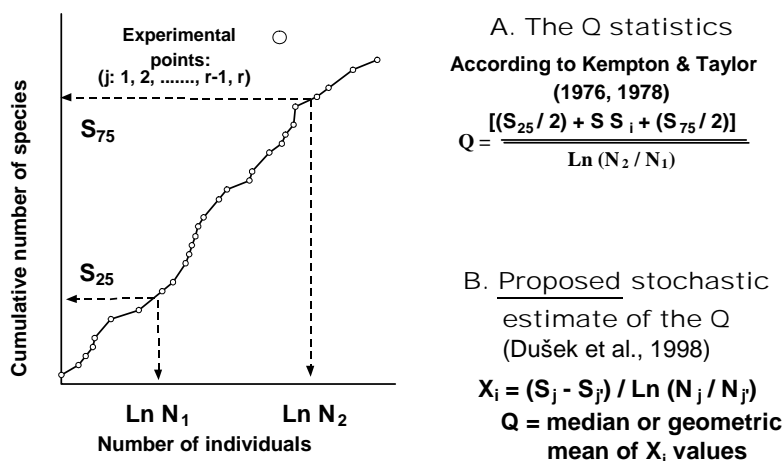 Experimental
points:
(j: 1, 2, ......., r-1, r)
Cumulative number of species
S75
S25
Ln N1
Ln N2
Number of individuals
A. The Q statistics
According to Kempton & Taylor
(1976, 1978)
Q = [(S25 / 2) + S S i + (S75 / 2)]
Ln (N2 / N1)
B. Proposed stochastic
estimate of the Q
(Dušek et al., 1998)
Xi = (Sj - Sj') / Ln (Nj / Nj')
Q = median or geometric
mean of Xi values